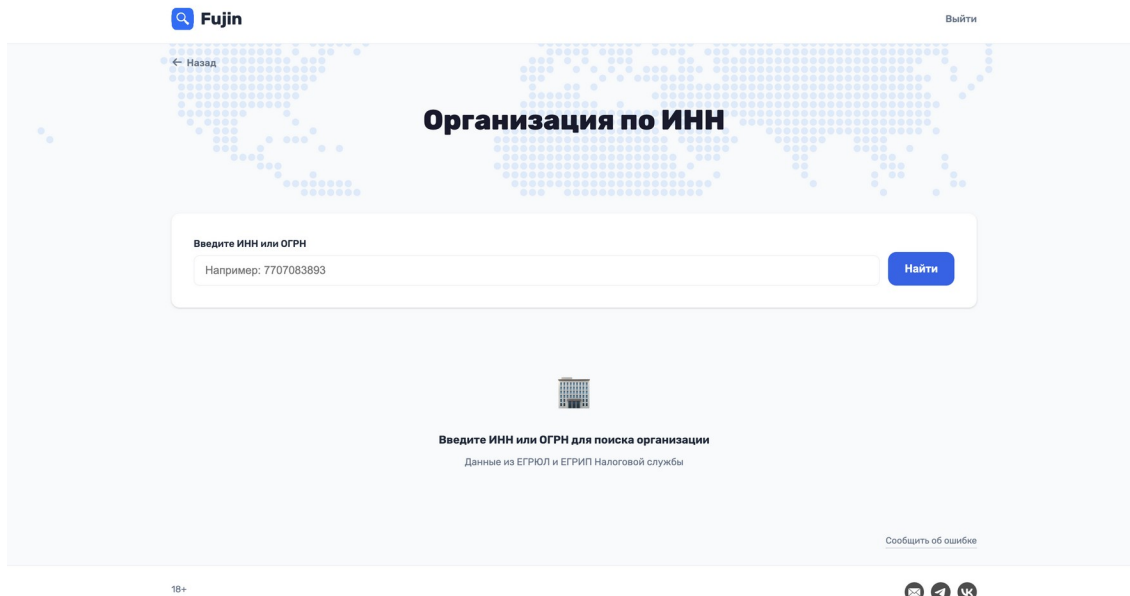 Fujin
Выйти
← Назад
Организация по ИНН
Введите ИНН или ОГРН
Например: 7707083893
Найти
Введите ИНН или ОГРН для поиска организации
Данные из ЕГРЮЛ и ЕГРИП Налоговой службы
Сообщить об ошибке
18+